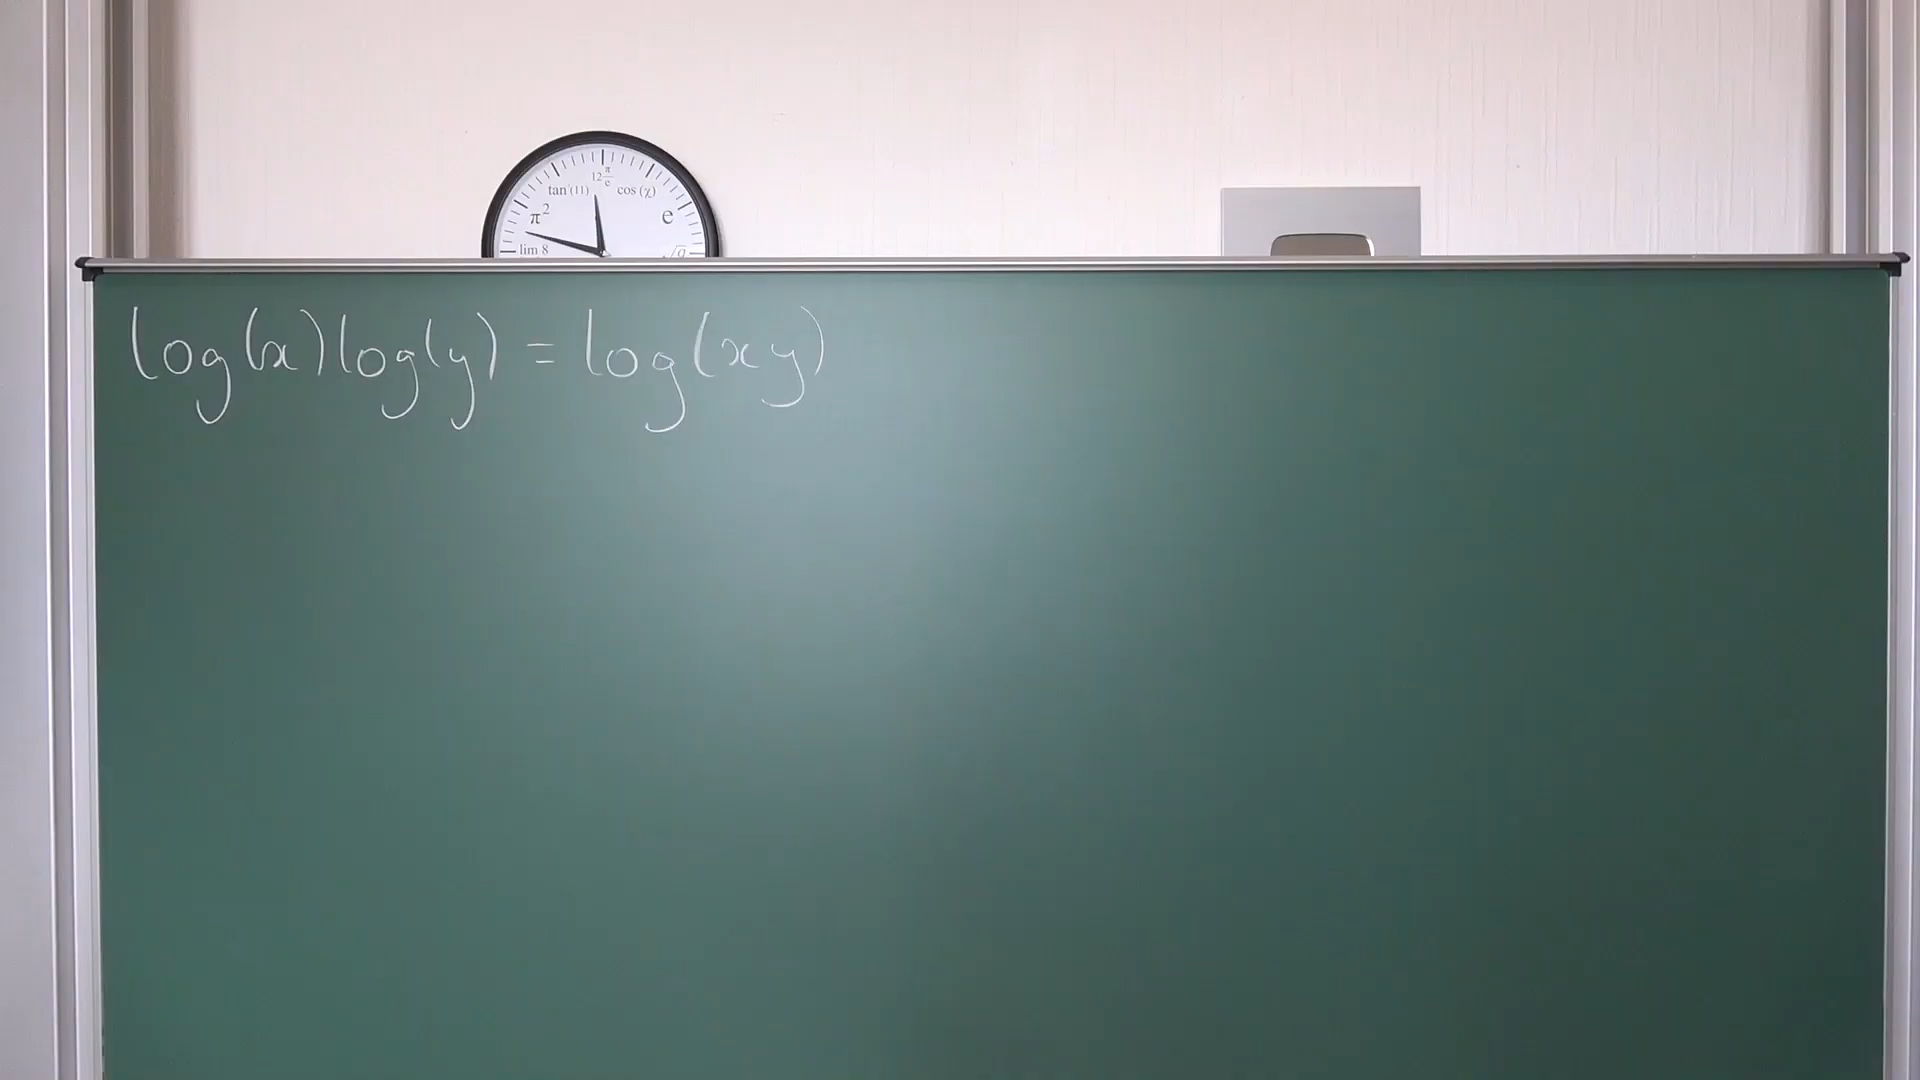 12 π/e
tan (11) cos (χ)
π² e
lim 8
log(x)log(y) = log(xy)